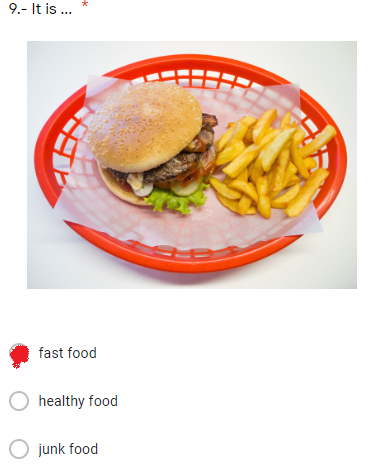 9.- It is ... *
fast food
healthy food
junk food